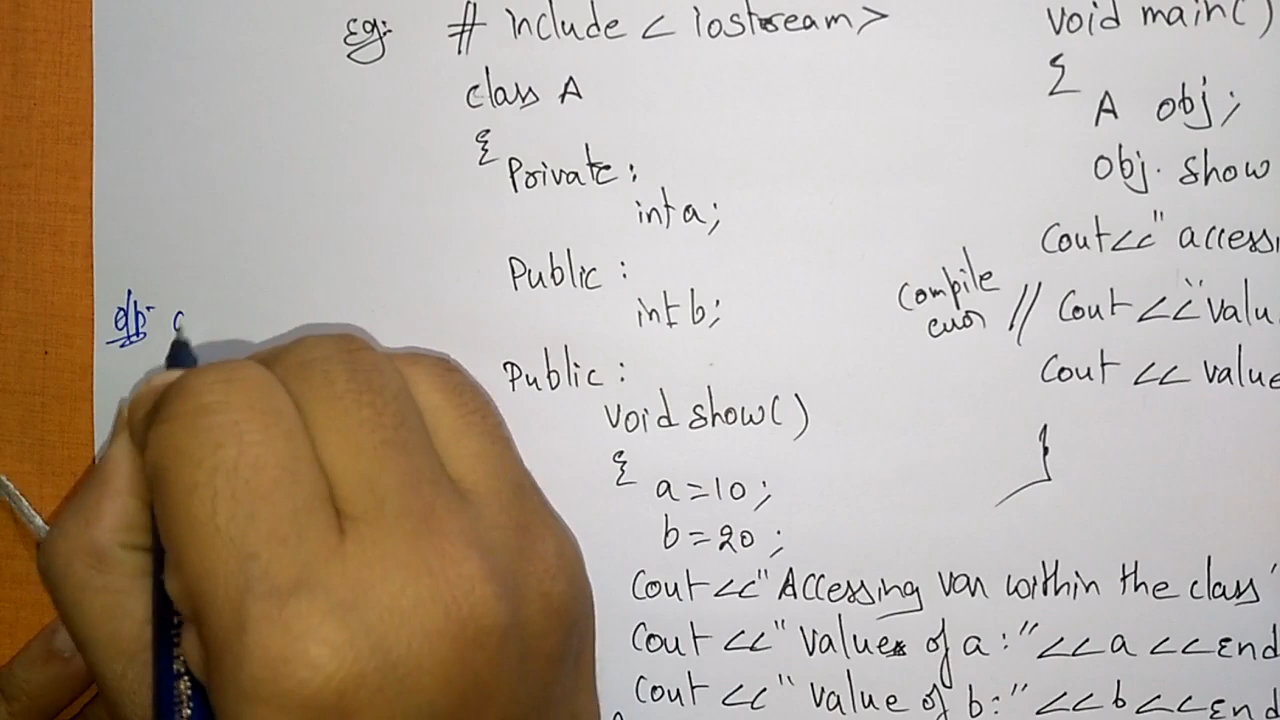 Eg:- # include < iostream>
class A
{
Private :
int a;
Public :
int b;
Public :
void show( )
{
a = 10 ;
b = 20 ;
Cout <<" Accessing var within the class"
Cout <<" values of a :" << a << End
Cout <<" value of b:" << b << End
void main( )
{
A obj;
obj. show
Cout<<" accessi
compile
error // Cout <<"valu
Cout << value
}
o/p:-